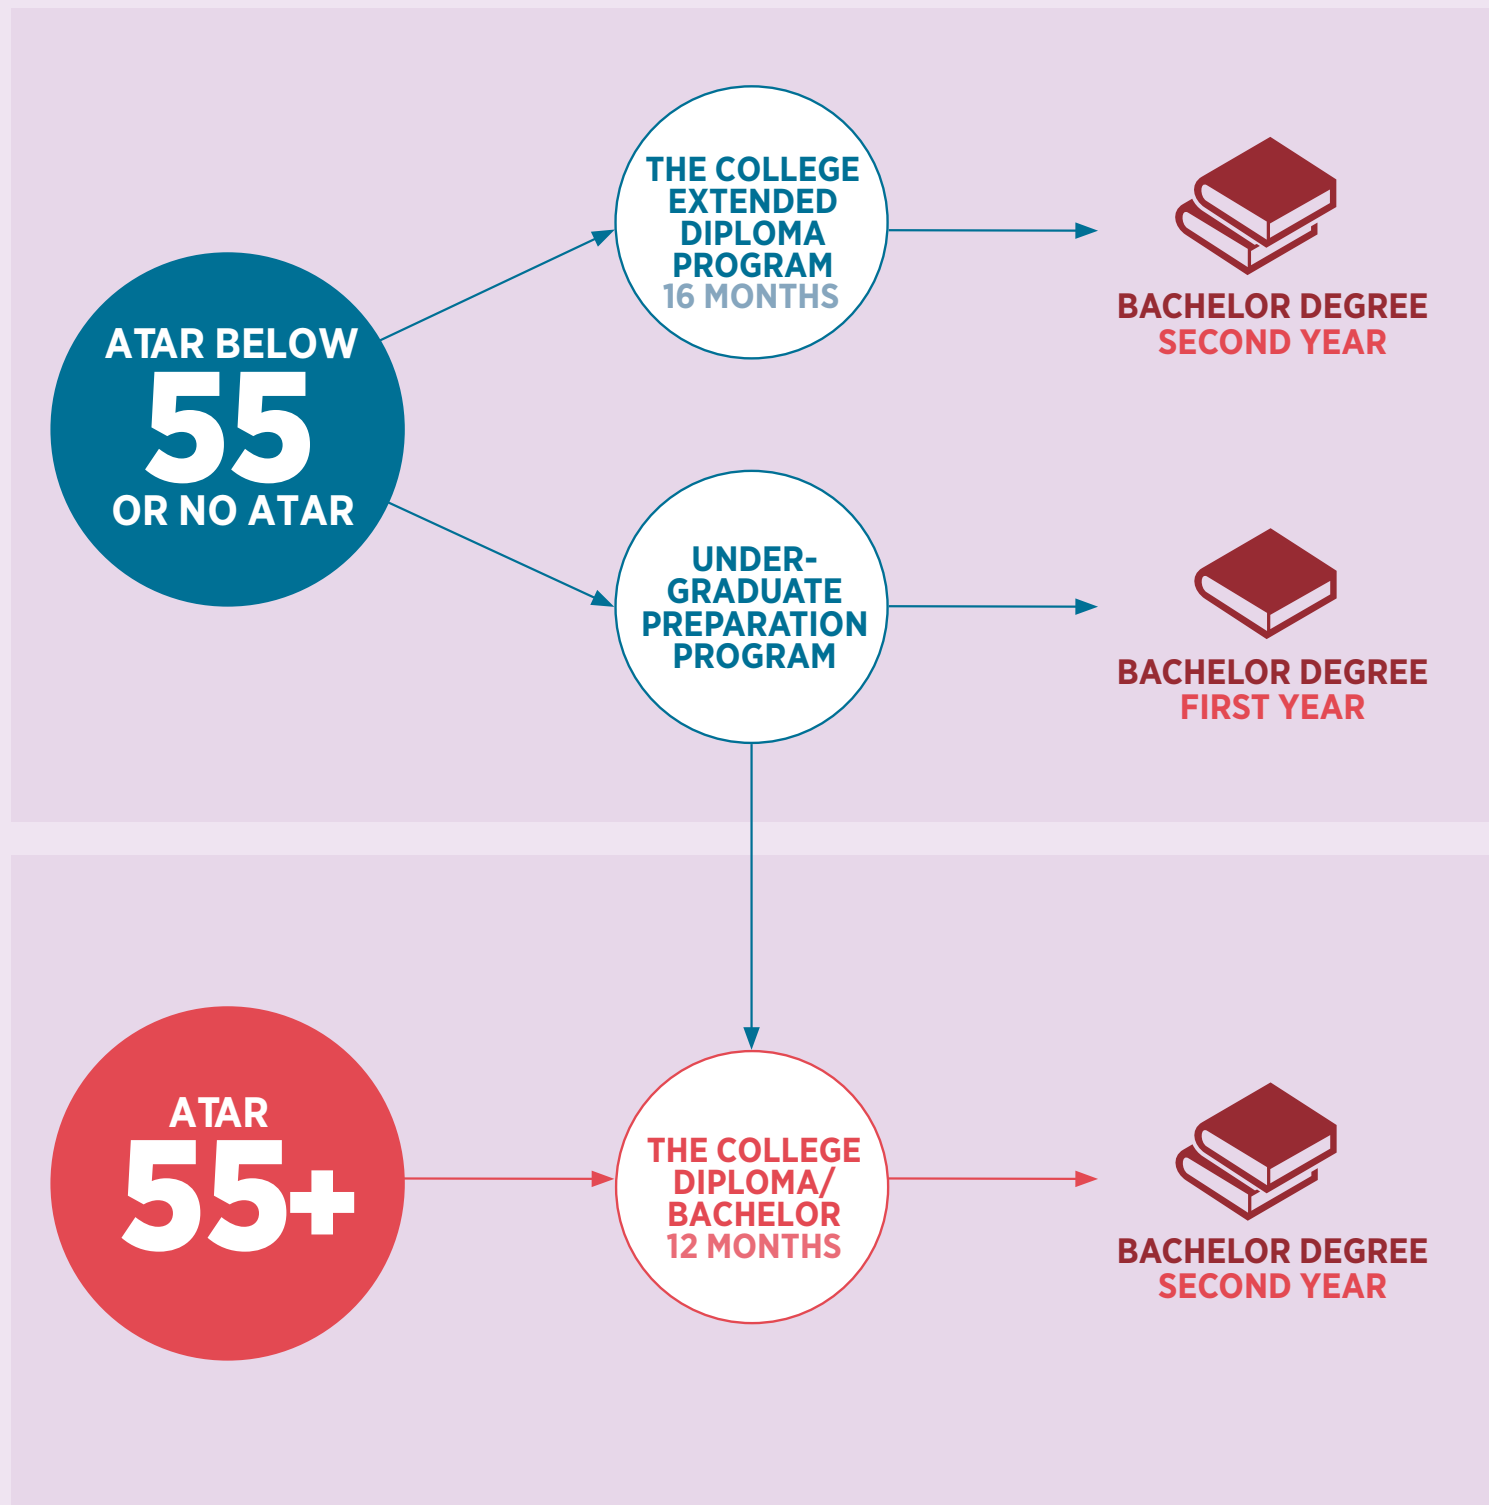 ATAR BELOW
55
OR NO ATAR
THE COLLEGE
EXTENDED
DIPLOMA
PROGRAM
16 MONTHS
BACHELOR DEGREE
SECOND YEAR
UNDER-
GRADUATE
PREPARATION
PROGRAM
BACHELOR DEGREE
FIRST YEAR
ATAR
55+
THE COLLEGE
DIPLOMA/
BACHELOR
12 MONTHS
BACHELOR DEGREE
SECOND YEAR